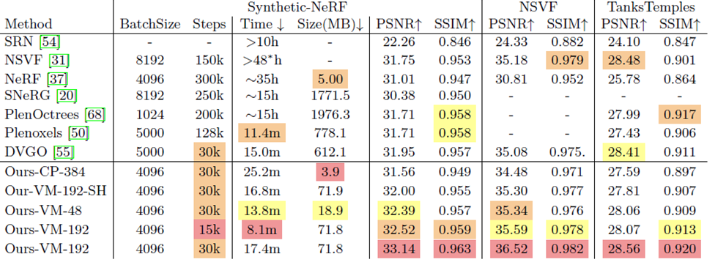 Synthetic-NeRF NSVF TanksTemples
Method BatchSize Steps Time ↓ Size(MB)↓ PSNR↑ SSIM↑ PSNR↑ SSIM↑ PSNR↑ SSIM↑
SRN [54] - - >10h - 22.26 0.846 24.33 0.882 24.10 0.847
NSVF [31] 8192 150k >48*h - 31.75 0.953 35.18 0.979 28.48 0.901
NeRF [37] 4096 300k ~35h 5.00 31.01 0.947 30.81 0.952 25.78 0.864
SNeRG [20] 8192 250k ~15h 1771.5 30.38 0.950 - - - -
PlenOctrees [68] 1024 200k ~15h 1976.3 31.71 0.958 - - 27.99 0.917
Plenoxels [50] 5000 128k 11.4m 778.1 31.71 0.958 - - 27.43 0.906
DVGO [55] 5000 30k 15.0m 612.1 31.95 0.957 35.08 0.975. 28.41 0.911
Ours-CP-384 4096 30k 25.2m 3.9 31.56 0.949 34.48 0.971 27.59 0.897
Our-VM-192-SH 4096 30k 16.8m 71.9 32.00 0.955 35.30 0.977 27.81 0.907
Ours-VM-48 4096 30k 13.8m 18.9 32.39 0.957 35.34 0.976 28.06 0.909
Ours-VM-192 4096 15k 8.1m 71.8 32.52 0.959 35.59 0.978 28.07 0.913
Ours-VM-192 4096 30k 17.4m 71.8 33.14 0.963 36.52 0.982 28.56 0.920